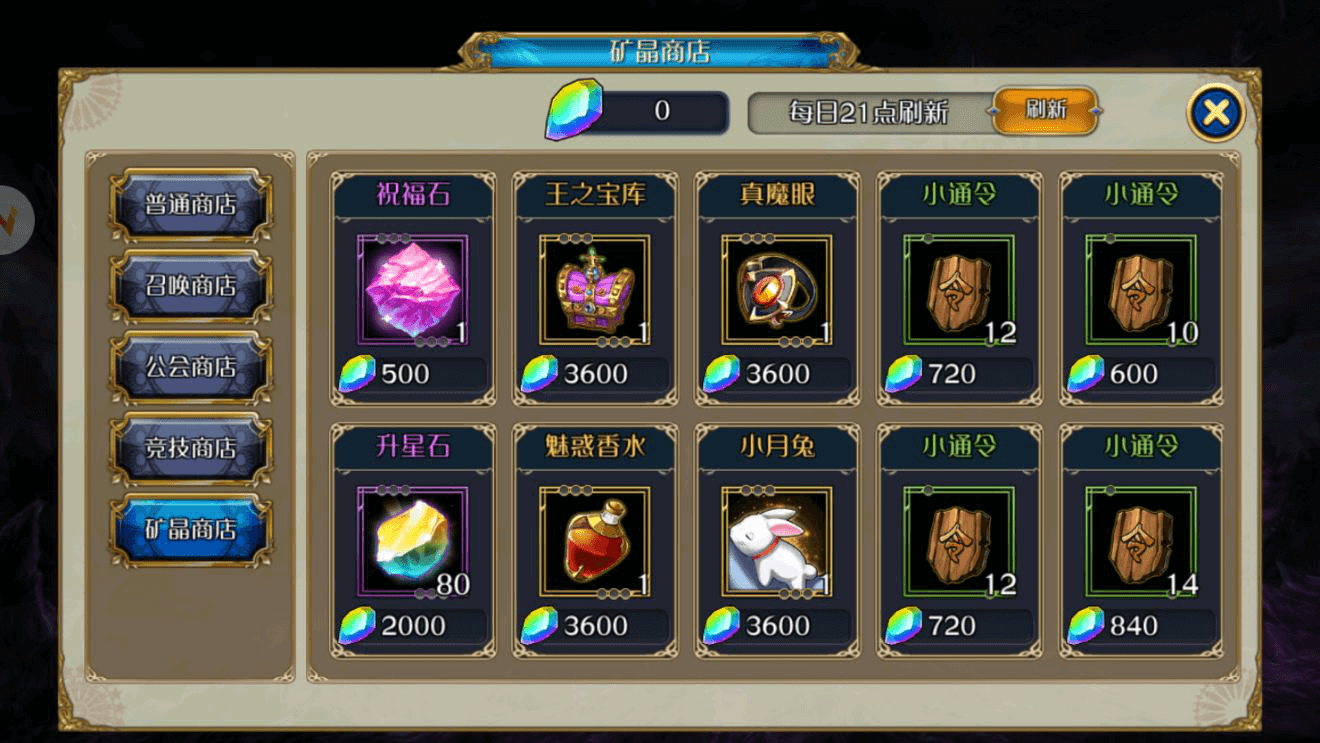 矿晶商店
0
每日21点刷新
刷新
普通商店
召唤商店
公会商店
竞技商店
矿晶商店
祝福石
王之宝库
真魔眼
小通令
小通令
令
令
1
1
1
12
10
500
3600
3600
720
600
升星石
魅惑香水
小月兔
小通令
小通令
令
令
80
1
1
12
14
2000
3600
3600
720
840